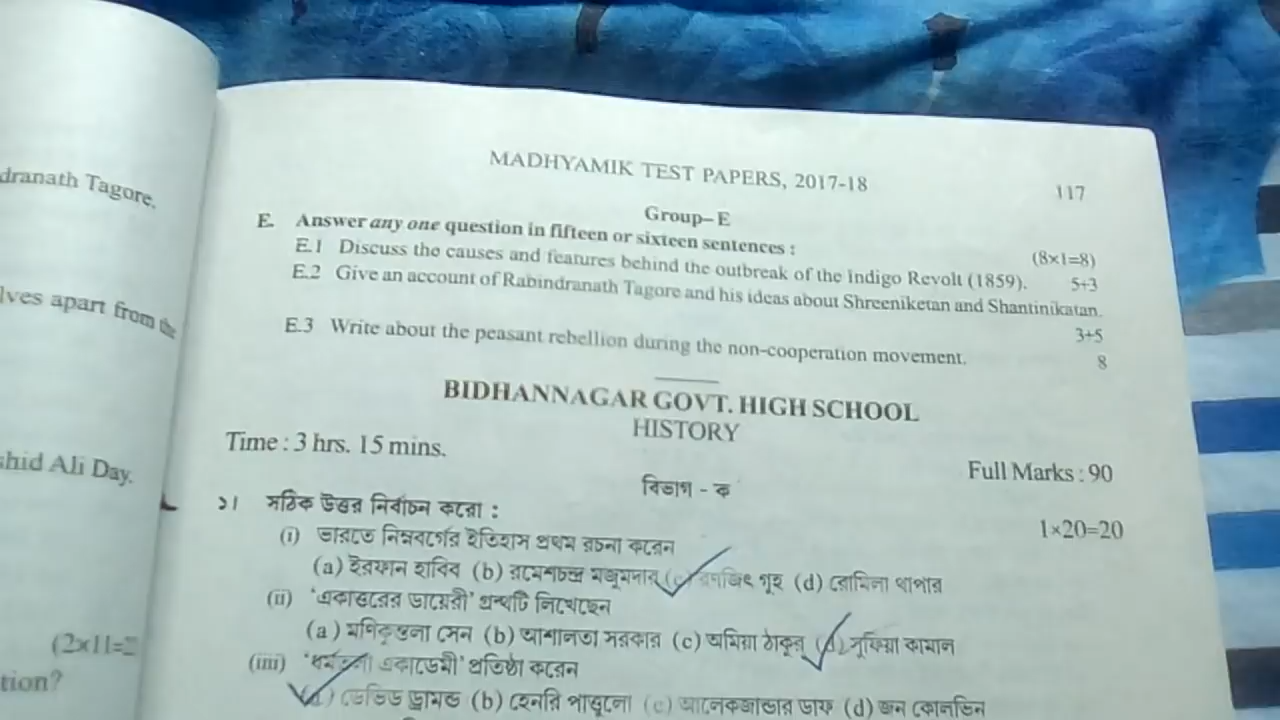 dranath Tagore.
lves apart from the
shid Ali Day.
(2×11=2
tion?
MADHYAMIK TEST PAPERS, 2017-18
117
Group–E
E. Answer any one question in fifteen or sixteen sentences :
(8×1=8)
E.1 Discuss the causes and features behind the outbreak of the Indigo Revolt (1859). 5+3
E.2 Give an account of Rabindranath Tagore and his ideas about Shreeniketan and Shantinikatan.
3+5
E.3 Write about the peasant rebellion during the non-cooperation movement. 8
BIDHANNAGAR GOVT. HIGH SCHOOL
HISTORY
Time : 3 hrs. 15 mins.
Full Marks : 90
বিভাগ - ক
১। সঠিক উত্তর নির্বাচন করো :
1×20=20
(i) ভারতে নিম্নবর্গের ইতিহাস প্রথম রচনা করেন
(a) ইরফান হাবিব (b) রমেশচন্দ্র মজুমদার (c) রণজিৎ গূহ (d) রোমিলা থাপার
(ii) ‘একাত্তরের ডায়েরী’ গ্রন্থটি লিখেছেন
(a) মণিকুন্তলা সেন (b) আশালতা সরকার (c) অমিয়া ঠাকুর (d) সুফিয়া কামাল
(iii) ‘ধর্মতলা একাডেমী’ প্রতিষ্ঠা করেন
(a) ডেভিড ড্রামন্ড (b) হেনরি পাড়ুলো (c) আলেকজান্ডার ডাফ (d) জন কোলভিন